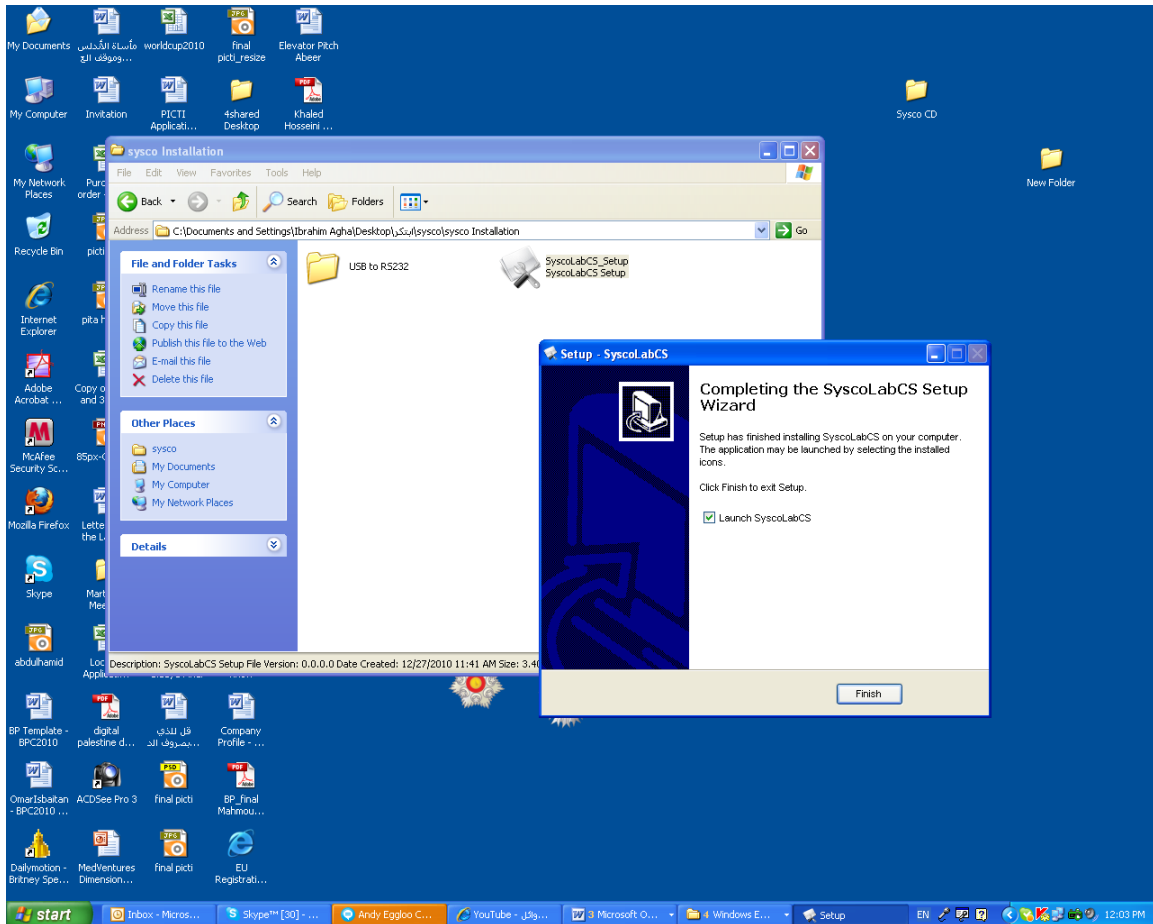 My Documents
مأساة الأندلس
وموقف الع...
worldcup2010
final
picti_resize
Elevator Pitch
Abeer
My Computer
Invitation
PICTI
Applicati...
4shared
Desktop
Khaled
Hosseini ...
Sysco CD
My Network
Places
New Folder
Recycle Bin
Internet
Explorer
Adobe
Acrobat ...
McAfee
Security Sc...
Mozilla Firefox
Skype
abdulhamid
sysco Installation
File Edit View Favorites Tools Help
Back Search Folders
Address C:\Documents and Settings\Ibrahim Agha\Desktop\ابتكر\sysco\sysco Installation Go
File and Folder Tasks
Rename this file
Move this file
Copy this file
Publish this file to the Web
E-mail this file
Delete this file
Other Places
sysco
My Documents
My Computer
My Network Places
Details
USB to RS232
SyscoLabCS_Setup
SyscoLabCS Setup
Description: SyscoLabCS Setup File Version: 0.0.0.0 Date Created: 12/27/2010 11:41 AM Size: 3.40
Setup - SyscoLabCS
Completing the SyscoLabCS Setup
Wizard
Setup has finished installing SyscoLabCS on your computer.
The application may be launched by selecting the installed
icons.
Click Finish to exit Setup.
Launch SyscoLabCS
Finish
BP Template -
BPC2010
digital
palestine d...
قل للذي
بصروف الد...
Company
Profile - ...
OmarIsbaitan
- BPC2010 ...
ACDSee Pro 3
final picti
BP_final
Mahmou...
Dailymotion -
Britney Spe...
MedVentures
Dimension...
final picti
EU
Registrati...
start
Inbox - Micros...
Skype™ [30] - ...
Andy Eggloo C...
YouTube - وائل...
3 Microsoft O...
4 Windows E...
Setup
EN
12:03 PM